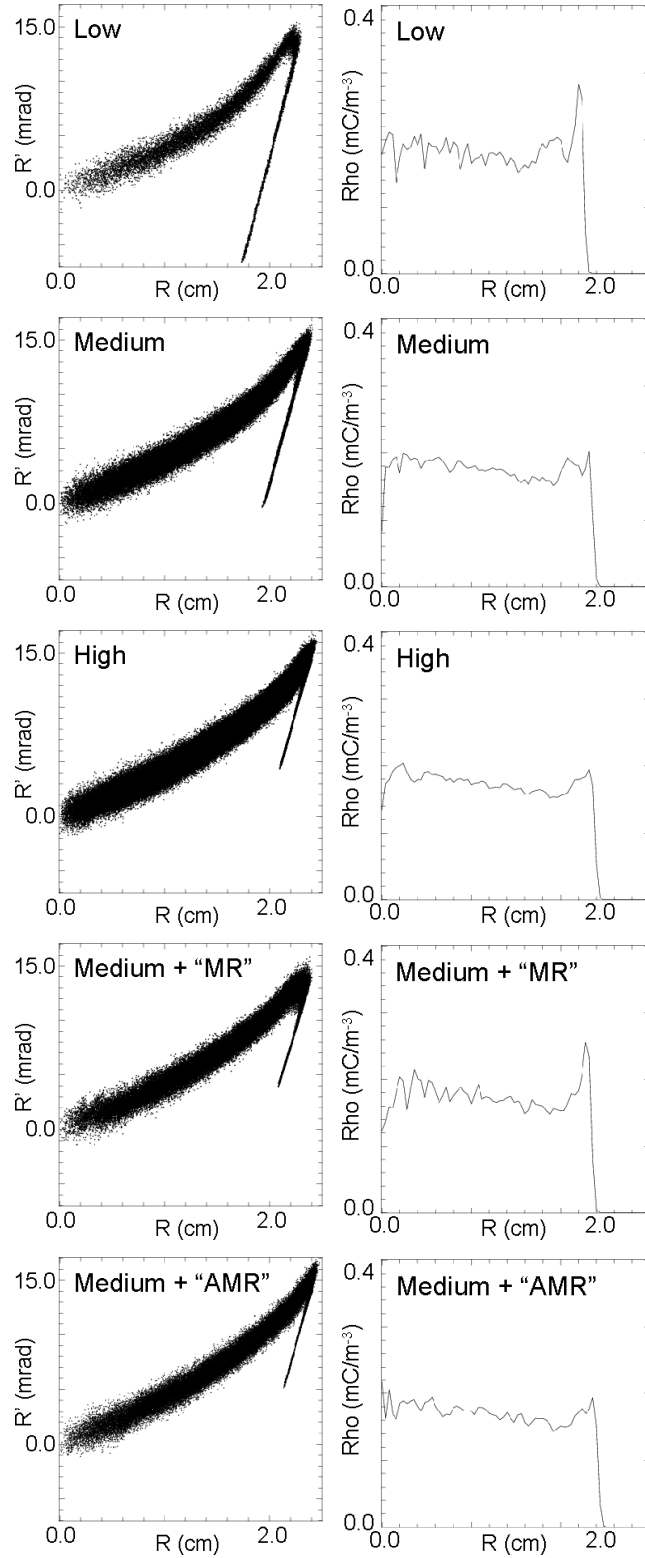 15.0
Low
R' (mrad)
0.0
0.0
2.0
R (cm)
0.4
Low
Rho (mC/m⁻³)
0.0
0.0
2.0
R (cm)
15.0
Medium
R' (mrad)
0.0
0.0
2.0
R (cm)
0.4
Medium
Rho (mC/m⁻³)
0.0
0.0
2.0
R (cm)
15.0
High
R' (mrad)
0.0
0.0
2.0
R (cm)
0.4
High
Rho (mC/m⁻³)
0.0
0.0
2.0
R (cm)
15.0
Medium + “MR”
R' (mrad)
0.0
0.0
2.0
R (cm)
0.4
Medium + “MR”
Rho (mC/m⁻³)
0.0
0.0
2.0
R (cm)
15.0
Medium + “AMR”
R' (mrad)
0.0
0.0
2.0
R (cm)
0.4
Medium + “AMR”
Rho (mC/m⁻³)
0.0
0.0
2.0
R (cm)